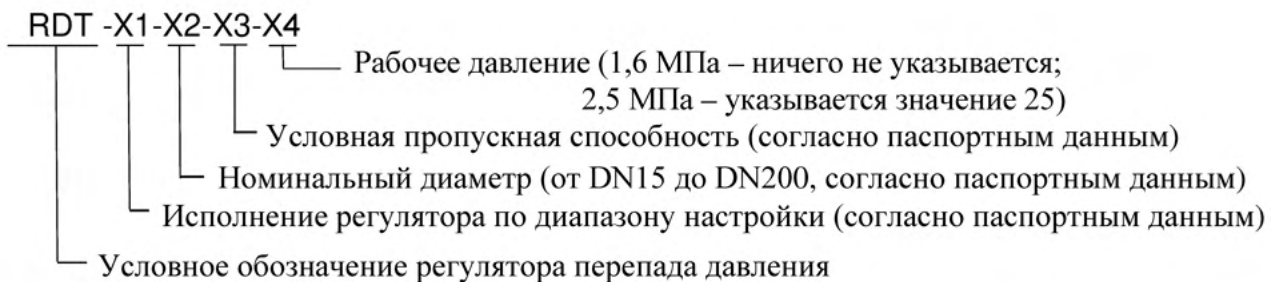 RDT -X1-X2-X3-X4
Рабочее давление (1,6 МПа – ничего не указывается;
2,5 МПа – указывается значение 25)
Условная пропускная способность (согласно паспортным данным)
Номинальный диаметр (от DN15 до DN200, согласно паспортным данным)
Исполнение регулятора по диапазону настройки (согласно паспортным данным)
Условное обозначение регулятора перепада давления